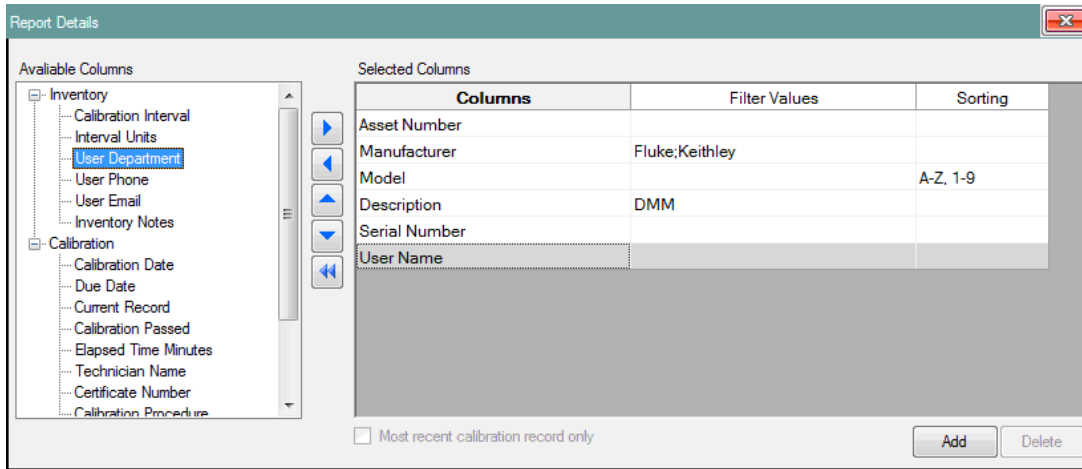 Report Details
Avaliable Columns
Inventory
Calibration Interval
Interval Units
User Department
User Phone
User Email
Inventory Notes
Calibration
Calibration Date
Due Date
Current Record
Calibration Passed
Elapsed Time Minutes
Technician Name
Certificate Number
Calibration Procedure
Selected Columns
Columns Filter Values Sorting
Asset Number
Manufacturer Fluke;Keithley
Model A-Z, 1-9
Description DMM
Serial Number
User Name
Most recent calibration record only
Add Delete